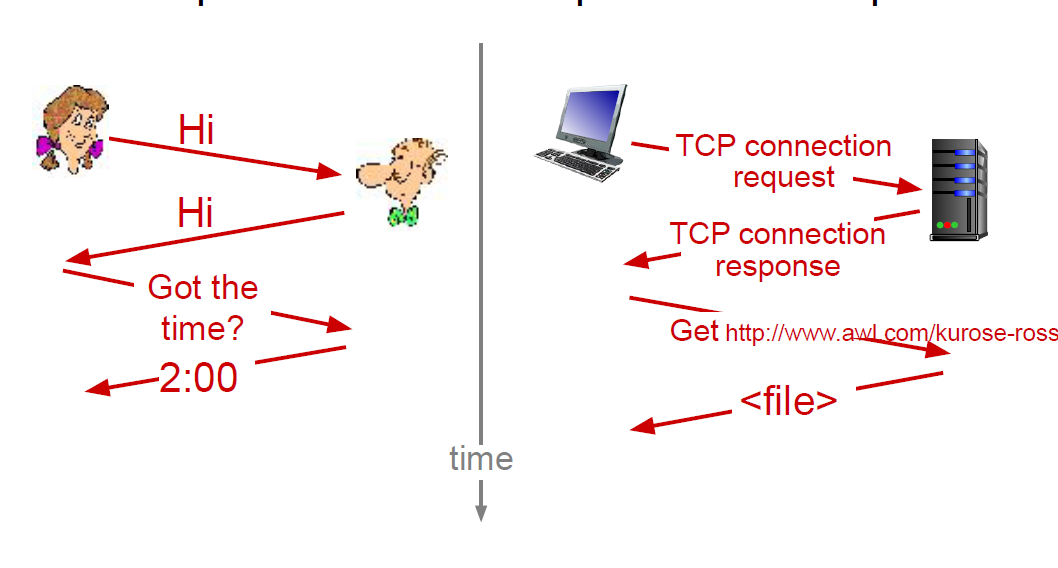 Hi
Hi
Got the
time?
2:00
TCP connection
request
TCP connection
response
Get http://www.awl.com/kurose-ross
<file>
time